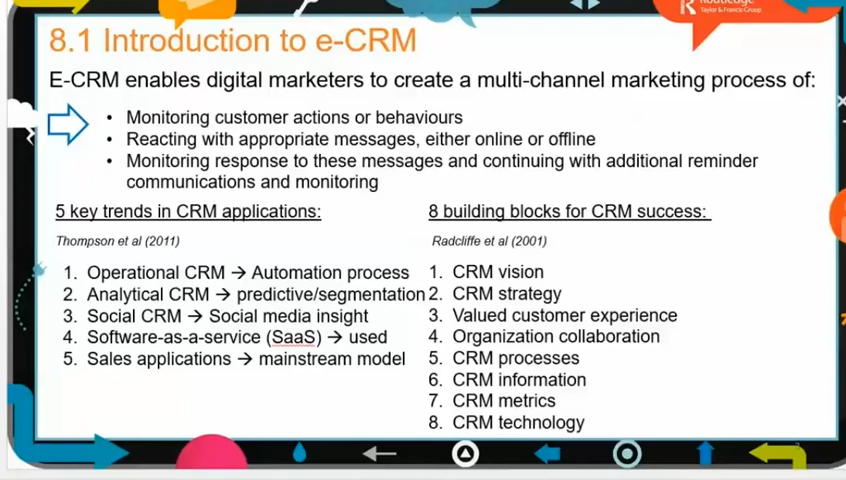 Routledge
Taylor & Francis Group
8.1 Introduction to e-CRM
E-CRM enables digital marketers to create a multi-channel marketing process of:
• Monitoring customer actions or behaviours
• Reacting with appropriate messages, either online or offline
• Monitoring response to these messages and continuing with additional reminder
communications and monitoring
5 key trends in CRM applications:
Thompson et al (2011)
1. Operational CRM → Automation process
2. Analytical CRM → predictive/segmentation
3. Social CRM → Social media insight
4. Software-as-a-service (SaaS) → used
5. Sales applications → mainstream model
8 building blocks for CRM success:
Radcliffe et al (2001)
1. CRM vision
2. CRM strategy
3. Valued customer experience
4. Organization collaboration
5. CRM processes
6. CRM information
7. CRM metrics
8. CRM technology